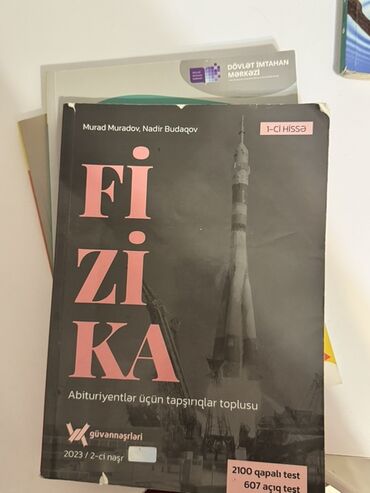 DÖVLƏT İMTAHAN
MƏRKƏZİ
Murad Muradov, Nadir Budaqov
1-Cİ HİSSƏ
Fİ
Zİ
KA
Abituriyentlər üçün tapşırıqlar toplusu
güvənnəşrləri
2023 / 2-ci nəşr
2100 qapalı test
607 açıq test